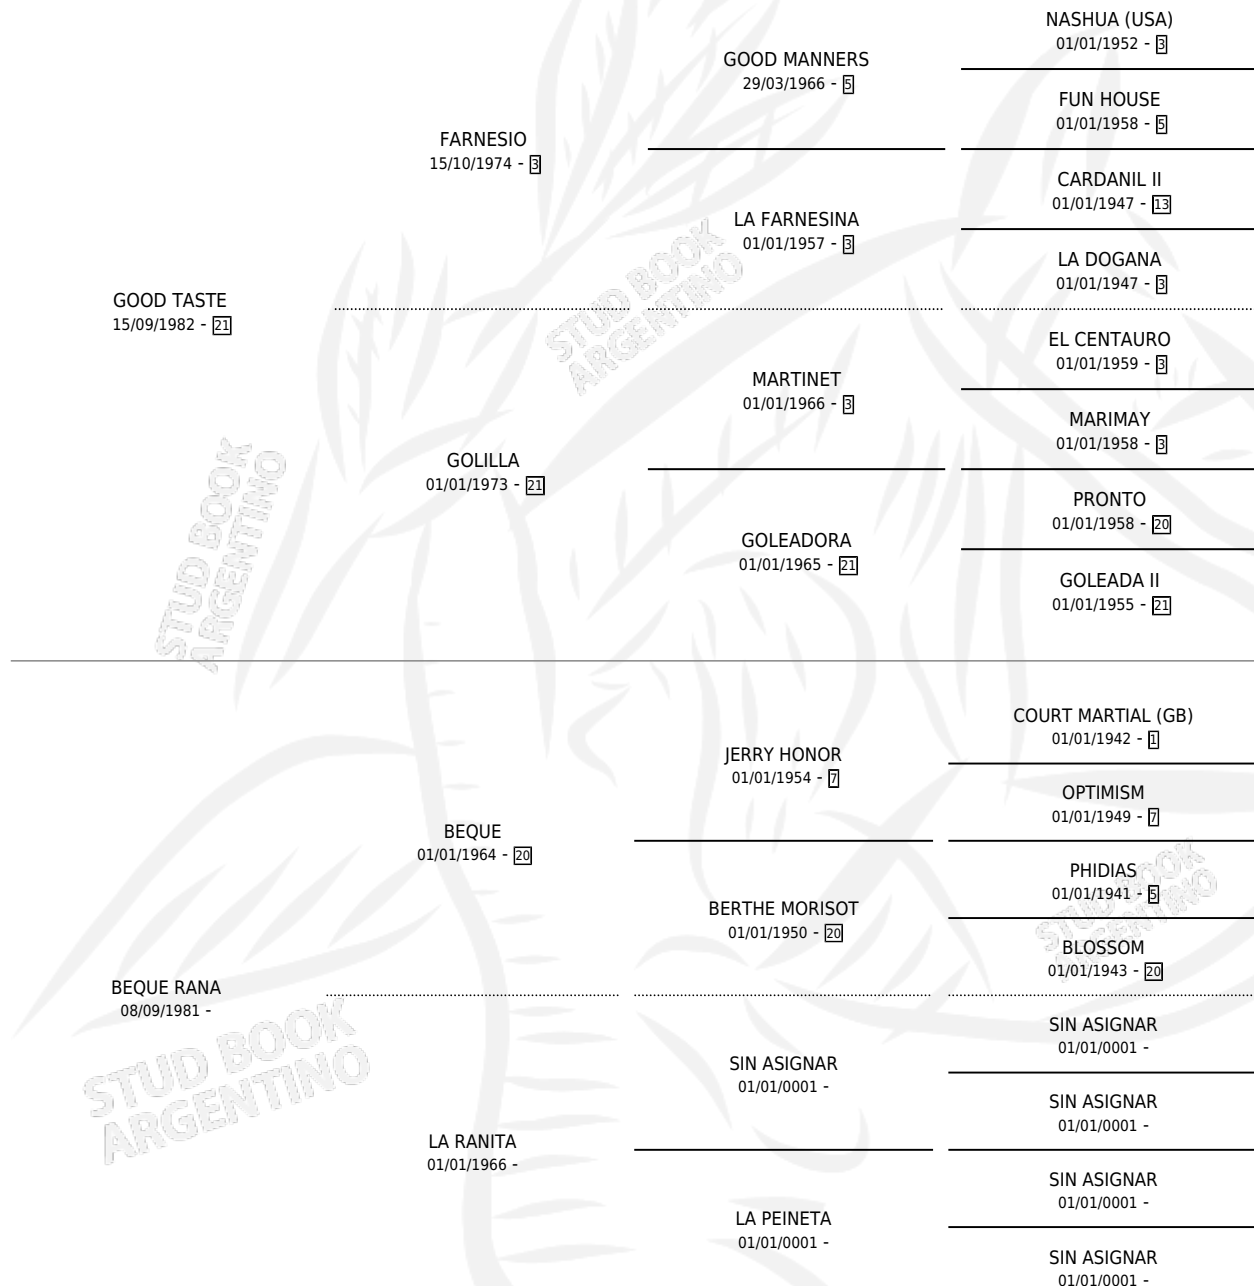 NASHUA (USA)
01/01/1952 - 3
GOOD MANNERS
29/03/1966 - 5
FUN HOUSE
01/01/1958 - 5
FARNESIO
15/10/1974 - 3
CARDANIL II
01/01/1947 - 13
LA FARNESINA
01/01/1957 - 3
LA DOGANA
01/01/1947 - 3
GOOD TASTE
15/09/1982 - 21
EL CENTAURO
01/01/1959 - 3
MARTINET
01/01/1966 - 3
MARIMAY
01/01/1958 - 3
GOLILLA
01/01/1973 - 21
PRONTO
01/01/1958 - 20
GOLEADORA
01/01/1965 - 21
GOLEADA II
01/01/1955 - 21
COURT MARTIAL (GB)
01/01/1942 - 1
JERRY HONOR
01/01/1954 - 7
OPTIMISM
01/01/1949 - 7
BEQUE
01/01/1964 - 20
PHIDIAS
01/01/1941 - 5
BERTHE MORISOT
01/01/1950 - 20
BLOSSOM
01/01/1943 - 20
BEQUE RANA
08/09/1981 -
SIN ASIGNAR
01/01/0001 -
SIN ASIGNAR
01/01/0001 -
SIN ASIGNAR
01/01/0001 -
LA RANITA
01/01/1966 -
SIN ASIGNAR
01/01/0001 -
LA PEINETA
01/01/0001 -
SIN ASIGNAR
01/01/0001 -
STUD BOOK
ARGENTINO
STUD BOOK
ARGENTINO
STUD BOOK
ARGENTINO
STUD BOOK
ARGENTINO